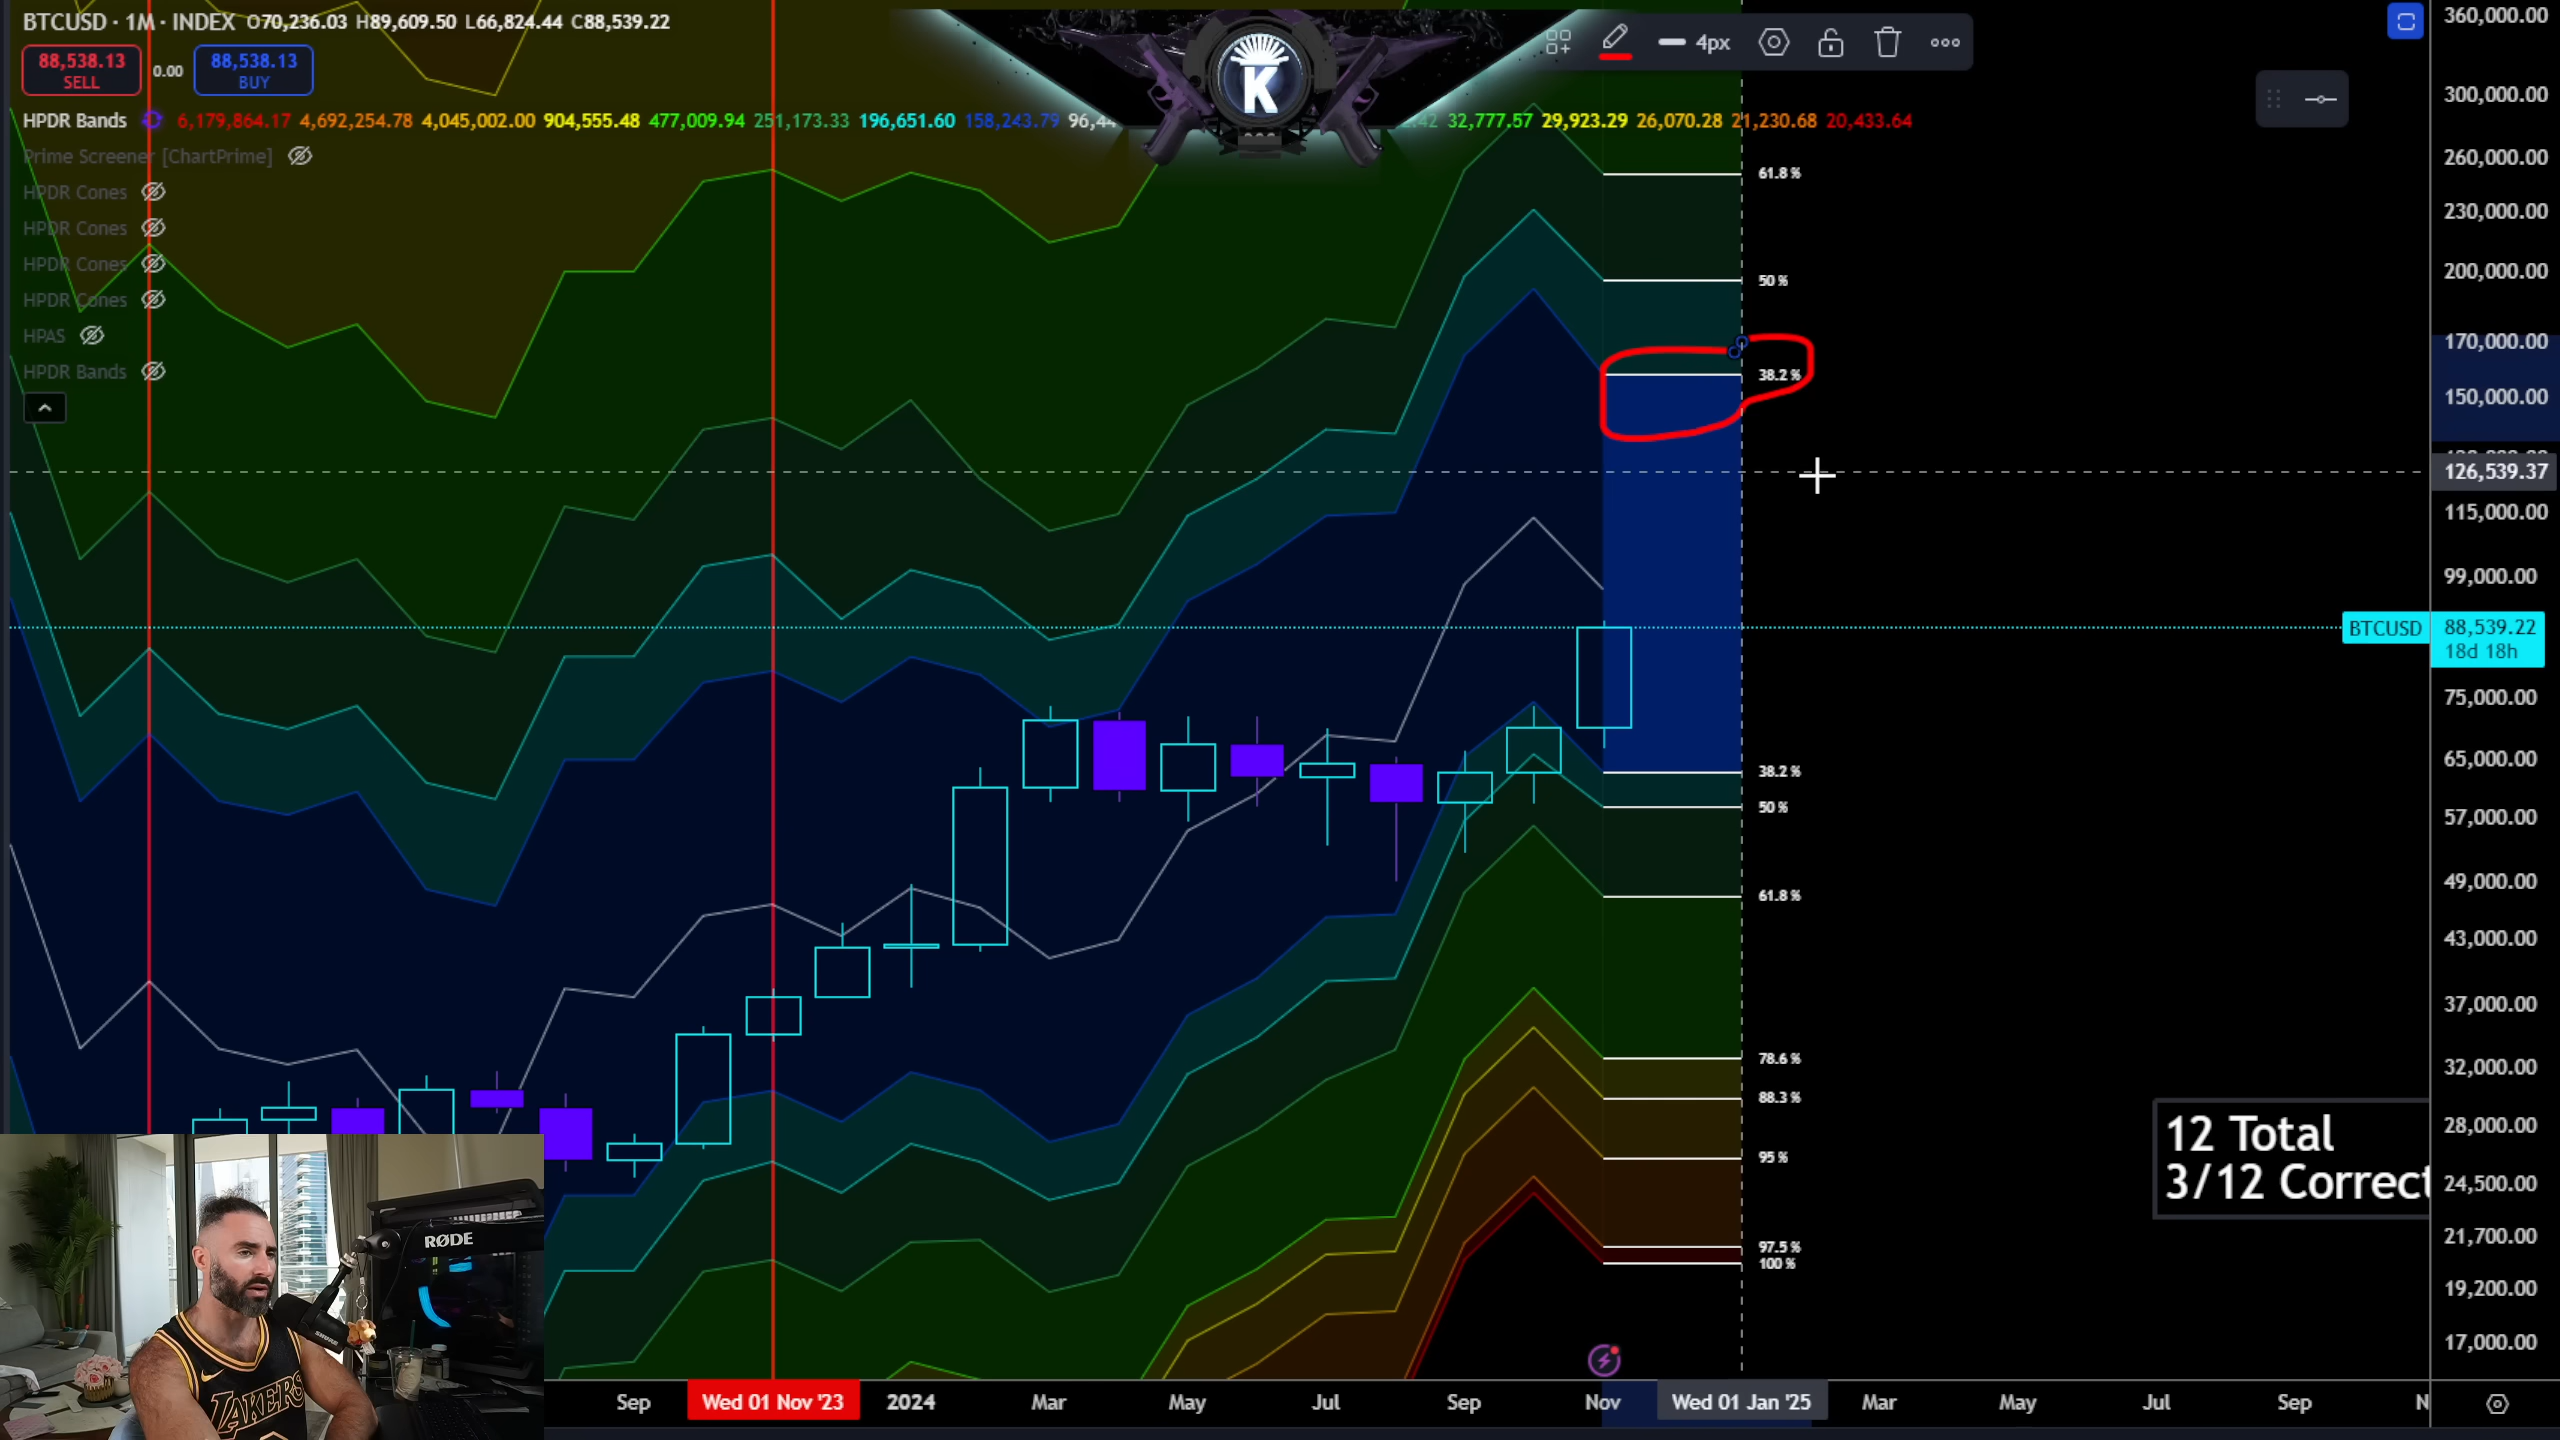 BTCUSD · 1M · INDEX O70,236.03 H89,609.50 L66,824.44 C88,539.22
88,538.13
SELL
0.00
88,538.13
BUY
4px
HPDR Bands 6,179,864.17 4,692,254.78 4,045,002.00 904,555.48 477,009.94 251,173.33 196,651.60 158,243.79 96,44 32,777.57 29,923.29 26,070.28 21,230.68 20,433.64
Prime Screener [ChartPrime]
HPDR Cones
HPDR Cones
HPDR Cones
HPDR Cones
HPAS
HPDR Bands
K
61.8 %
50 %
38.2 %
38.2 %
50 %
61.8 %
78.6 %
88.3 %
95 %
97.5 %
100 %
360,000.00
300,000.00
260,000.00
230,000.00
200,000.00
170,000.00
150,000.00
126,539.37
115,000.00
99,000.00
BTCUSD 88,539.22
18d 18h
75,000.00
65,000.00
57,000.00
49,000.00
43,000.00
37,000.00
32,000.00
28,000.00
24,500.00
21,700.00
19,200.00
17,000.00
12 Total
3/12 Correct
RØDE
SHURE
LAKERS
Sep Wed 01 Nov '23 2024 Mar May Jul Sep Nov Wed 01 Jan '25 Mar May Jul Sep N